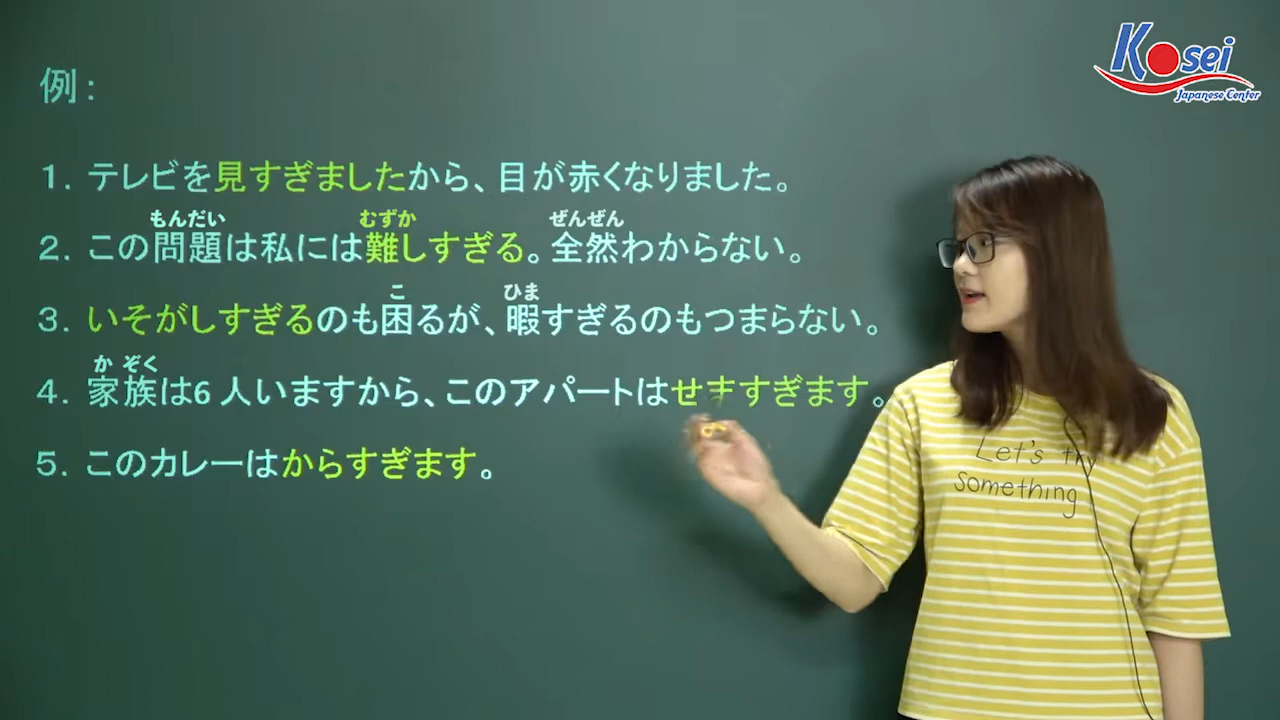 Kosei
Japanese Center
例：
1．テレビを見すぎましたから、目が赤くなりました。
もんだい むずか ぜんぜん
2．この問題は私には難しすぎる。全然わからない。
こ ひま
3．いそがしすぎるのも困るが、暇すぎるのもつまらない。
か ぞく
4．家族は6人いますから、このアパートはせますぎます。
5．このカレーはからすぎます。
Let's try
something